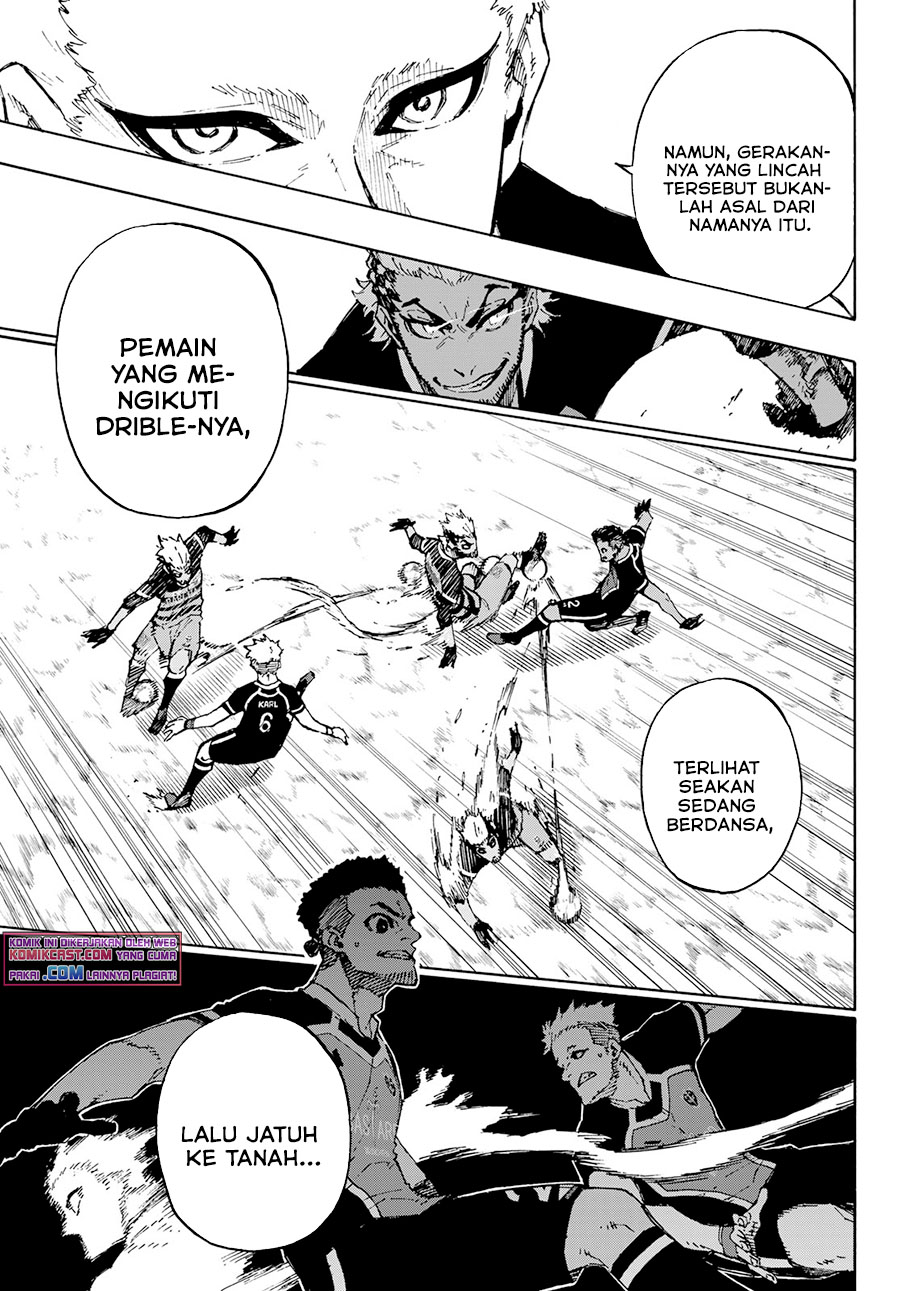 NAMUN, GERAKAN-
NYA YANG LINCAH
TERSEBUT BUKAN-
LAH ASAL DARI
NAMANYA ITU.
PEMAIN
YANG ME-
NGIKUTI
DRIBLE-NYA,
KARL
6
2
TERLIHAT
SEAKAN
SEDANG
BERDANSA,
KOMIK INI DIKERJAKAN OLEH WEB
KOMIKCAST.COM YANG CUMA
PAKAI .COM LAINNYA PLAGIAT!
LALU JATUH
KE TANAH...